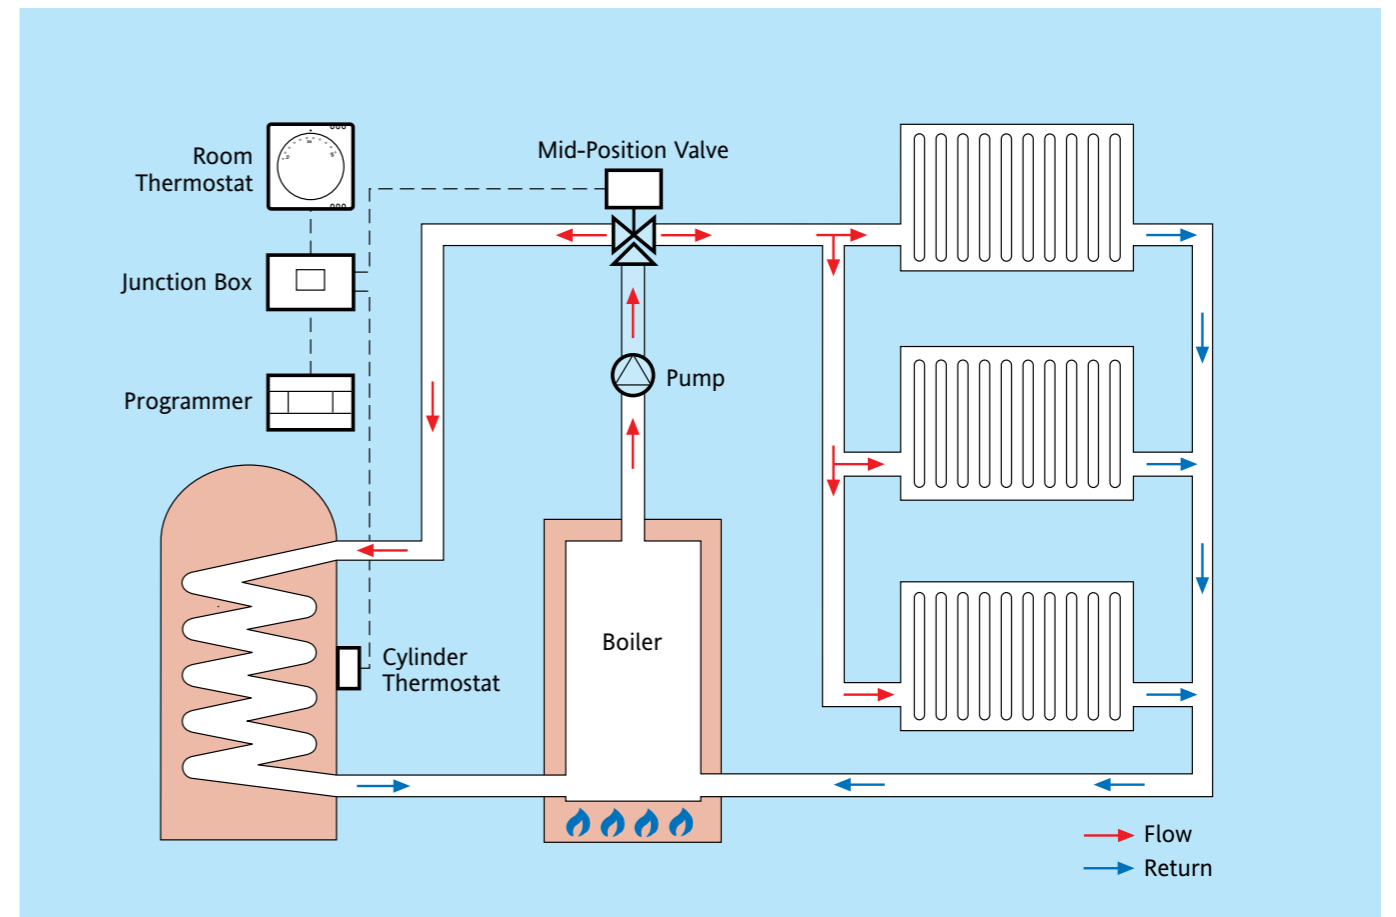 Room
Thermostat
Mid-Position Valve
Junction Box
Programmer
Pump
Boiler
Cylinder
Thermostat
Flow
Return